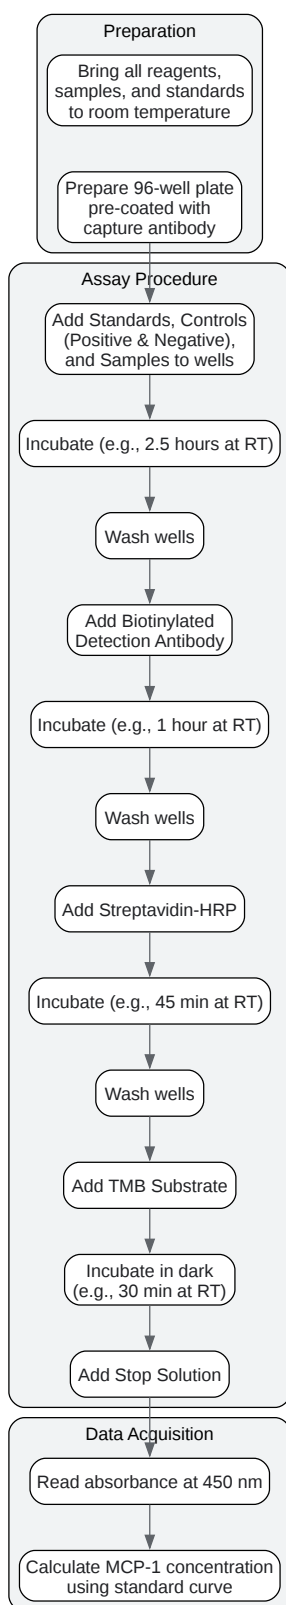 Preparation
Bring all reagents,
samples, and standards
to room temperature
Prepare 96-well plate
pre-coated with
capture antibody
Assay Procedure
Add Standards, Controls
(Positive & Negative),
and Samples to wells
Incubate (e.g., 2.5 hours at RT)
Wash wells
Add Biotinylated
Detection Antibody
Incubate (e.g., 1 hour at RT)
Wash wells
Add Streptavidin-HRP
Incubate (e.g., 45 min at RT)
Wash wells
Add TMB Substrate
Incubate in dark
(e.g., 30 min at RT)
Add Stop Solution
Data Acquisition
Read absorbance at 450 nm
Calculate MCP-1 concentration
using standard curve